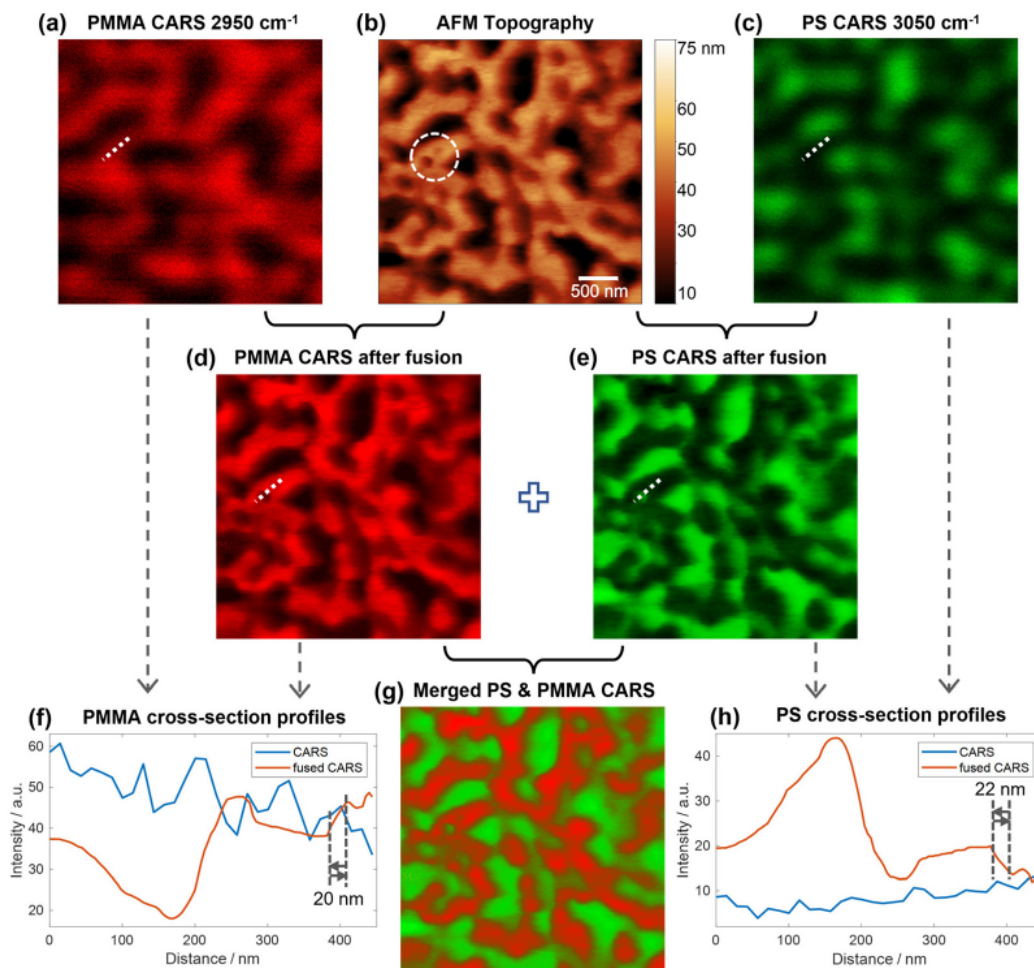 (a) PMMA CARS 2950 cm⁻¹
(b) AFM Topography
(c) PS CARS 3050 cm⁻¹
75 nm
60
50
40
30
10
500 nm
(d) PMMA CARS after fusion
(e) PS CARS after fusion
(f) PMMA cross-section profiles
60
50
40
30
20
Intensity / a.u.
CARS
fused CARS
20 nm
0 100 200 300 400
Distance / nm
(g) Merged PS & PMMA CARS
(h) PS cross-section profiles
40
30
20
10
Intensity / a.u.
CARS
fused CARS
22 nm
0 100 200 300 400
Distance / nm